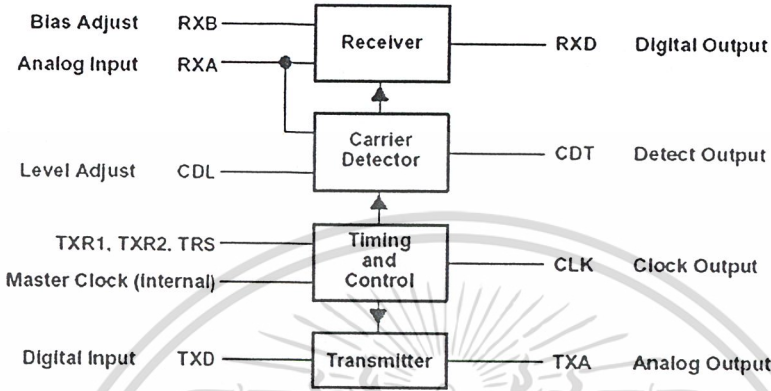 Bias Adjust RXB
Receiver
RXD Digital Output
Analog Input RXA
Carrier
Detector
CDT Detect Output
Level Adjust CDL
TXR1, TXR2. TRS
Timing
and
Control
CLK Clock Output
Master Clock (Internal)
Digital Input TXD
Transmitter
TXA Analog Output